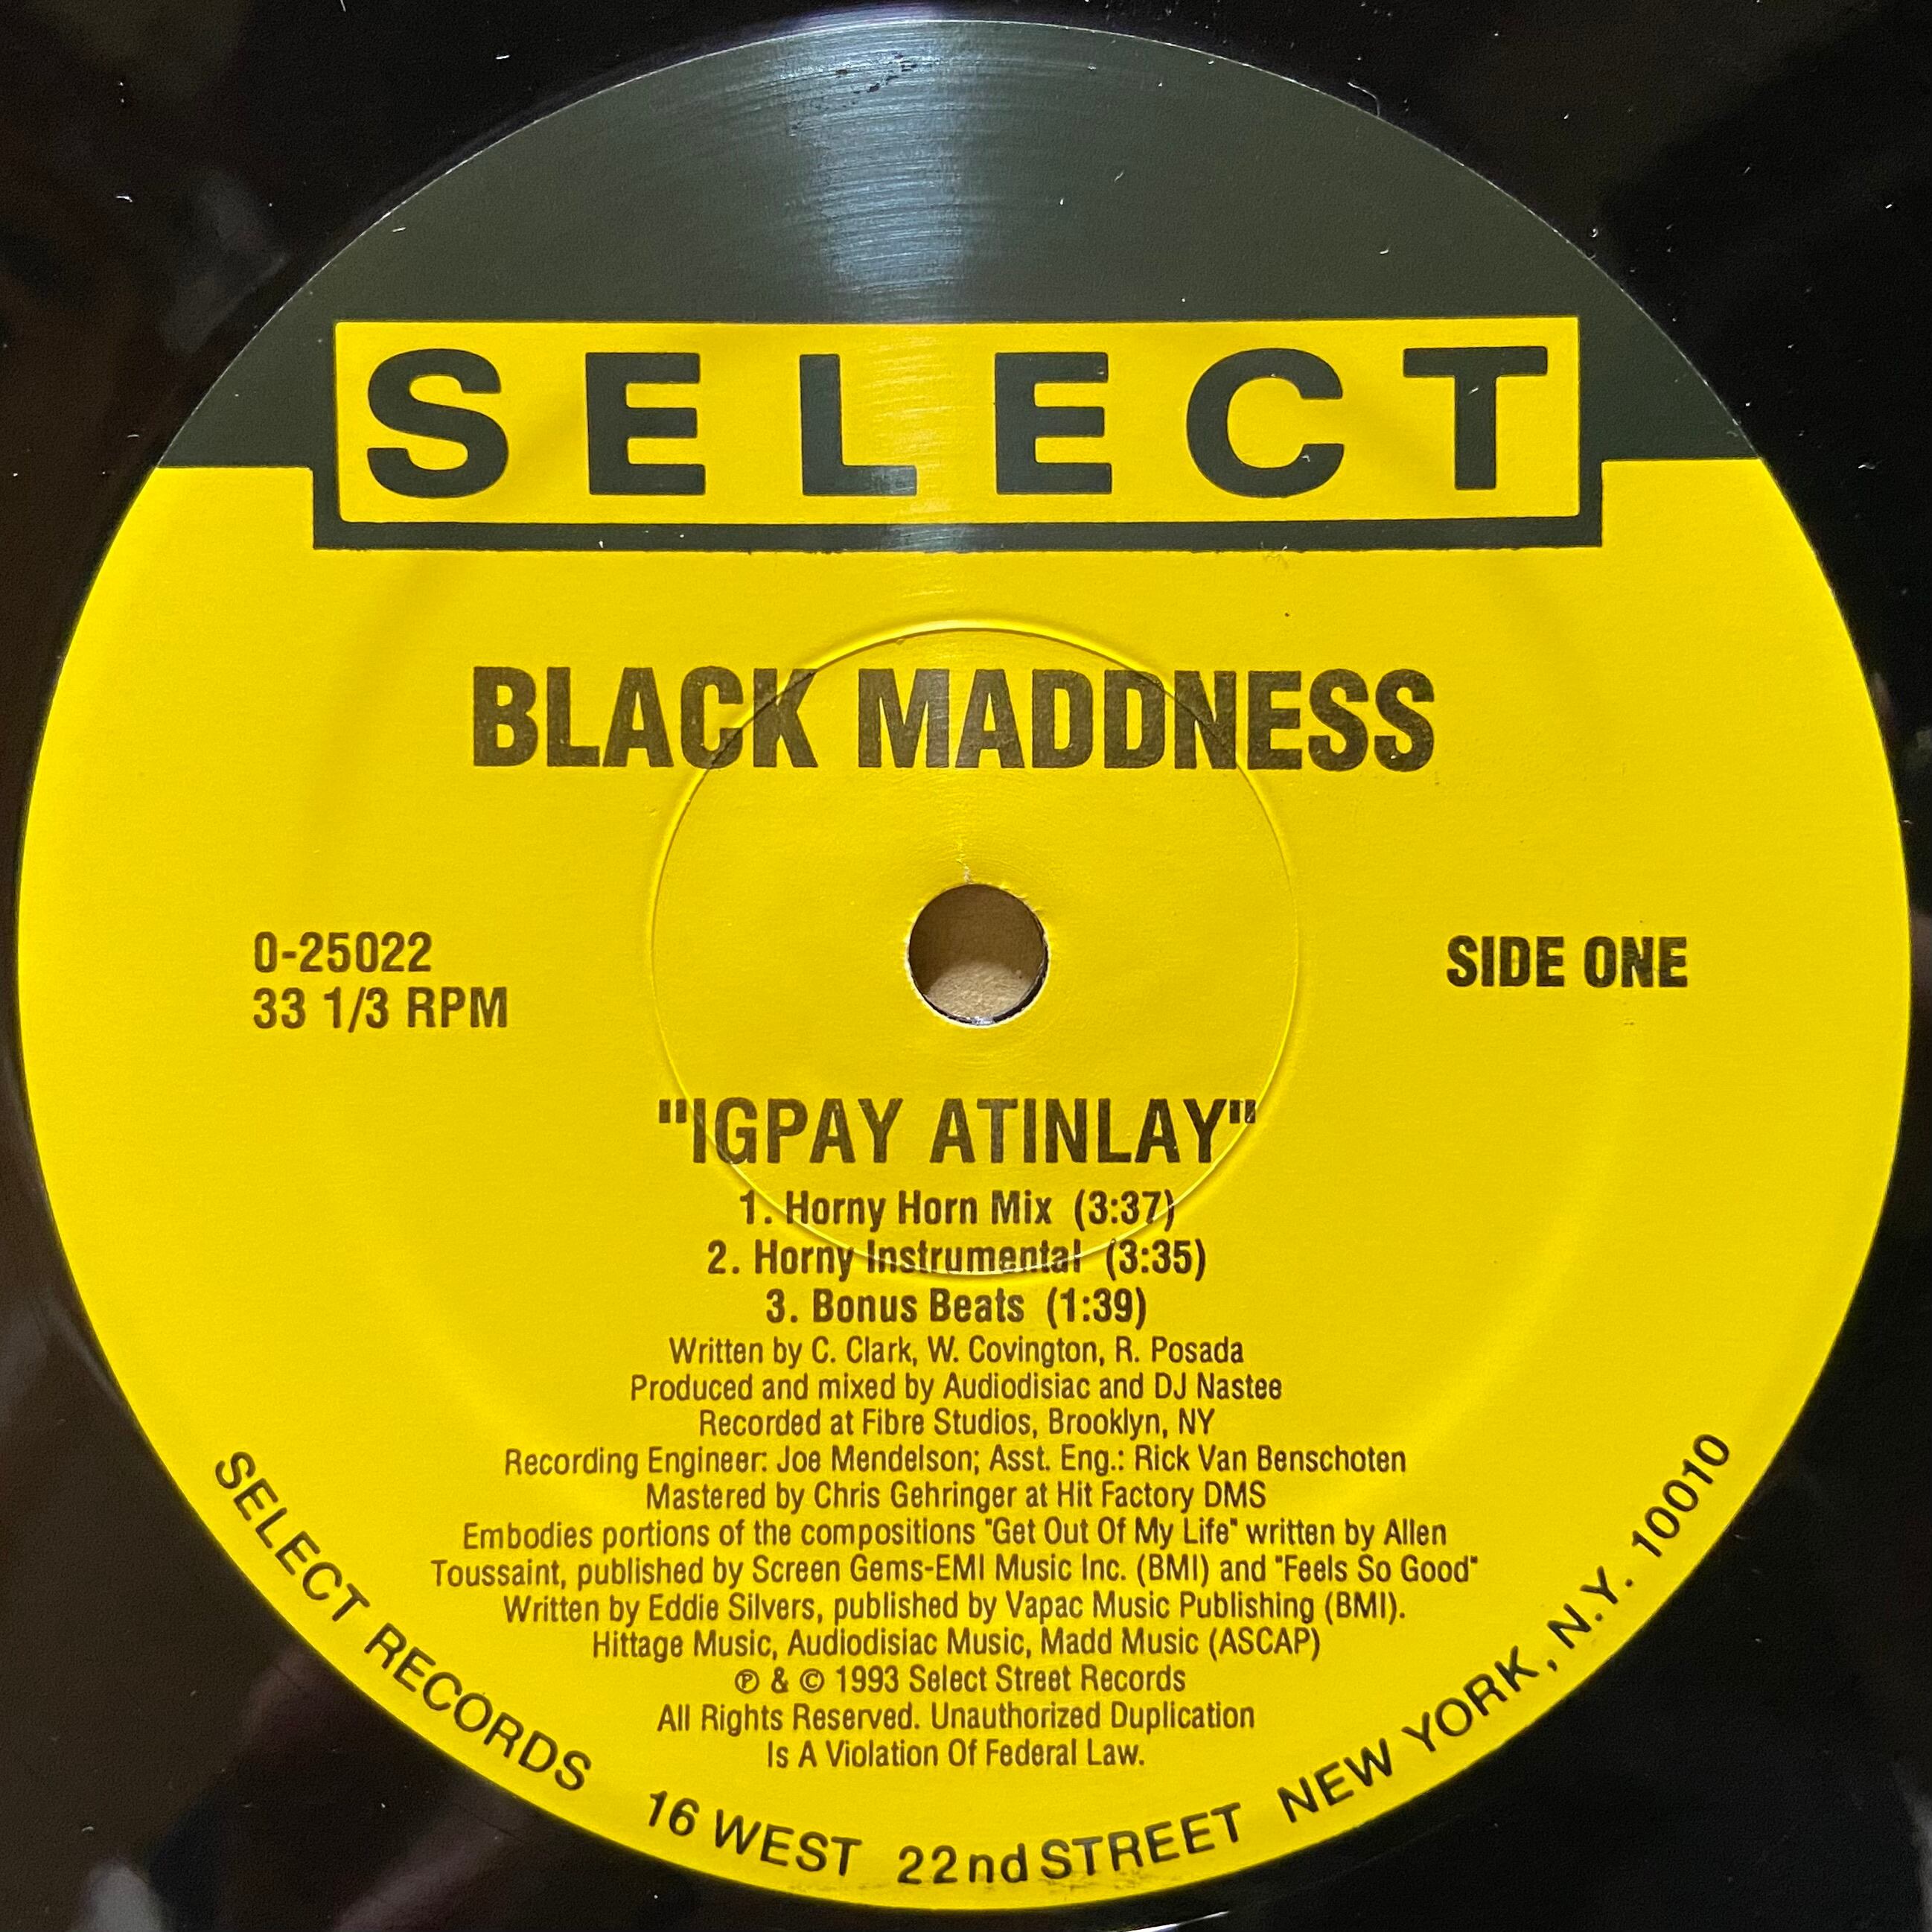 SELECT
BLACK MADDNESS
0-25022
33 1/3 RPM
SIDE ONE
"IGPAY ATINLAY"
1. Horny Horn Mix (3:37)
2. Horny Instrumental (3:35)
3. Bonus Beats (1:39)
Written by C. Clark, W. Covington, R. Posada
Produced and mixed by Audiodisiac and DJ Nastee
Recorded at Fibre Studios, Brooklyn, NY
Recording Engineer: Joe Mendelson; Asst. Eng.: Rick Van Benschoten
Mastered by Chris Gehringer at Hit Factory DMS
Embodies portions of the compositions "Get Out Of My Life" written by Allen
Toussaint, published by Screen Gems-EMI Music Inc. (BMI) and "Feels So Good"
Written by Eddie Silvers, published by Vapac Music Publishing (BMI).
Hittage Music, Audiodisiac Music, Madd Music (ASCAP)
℗ & © 1993 Select Street Records
All Rights Reserved. Unauthorized Duplication
Is A Violation Of Federal Law.
SELECT RECORDS 16 WEST 22nd STREET NEW YORK, N.Y. 10010